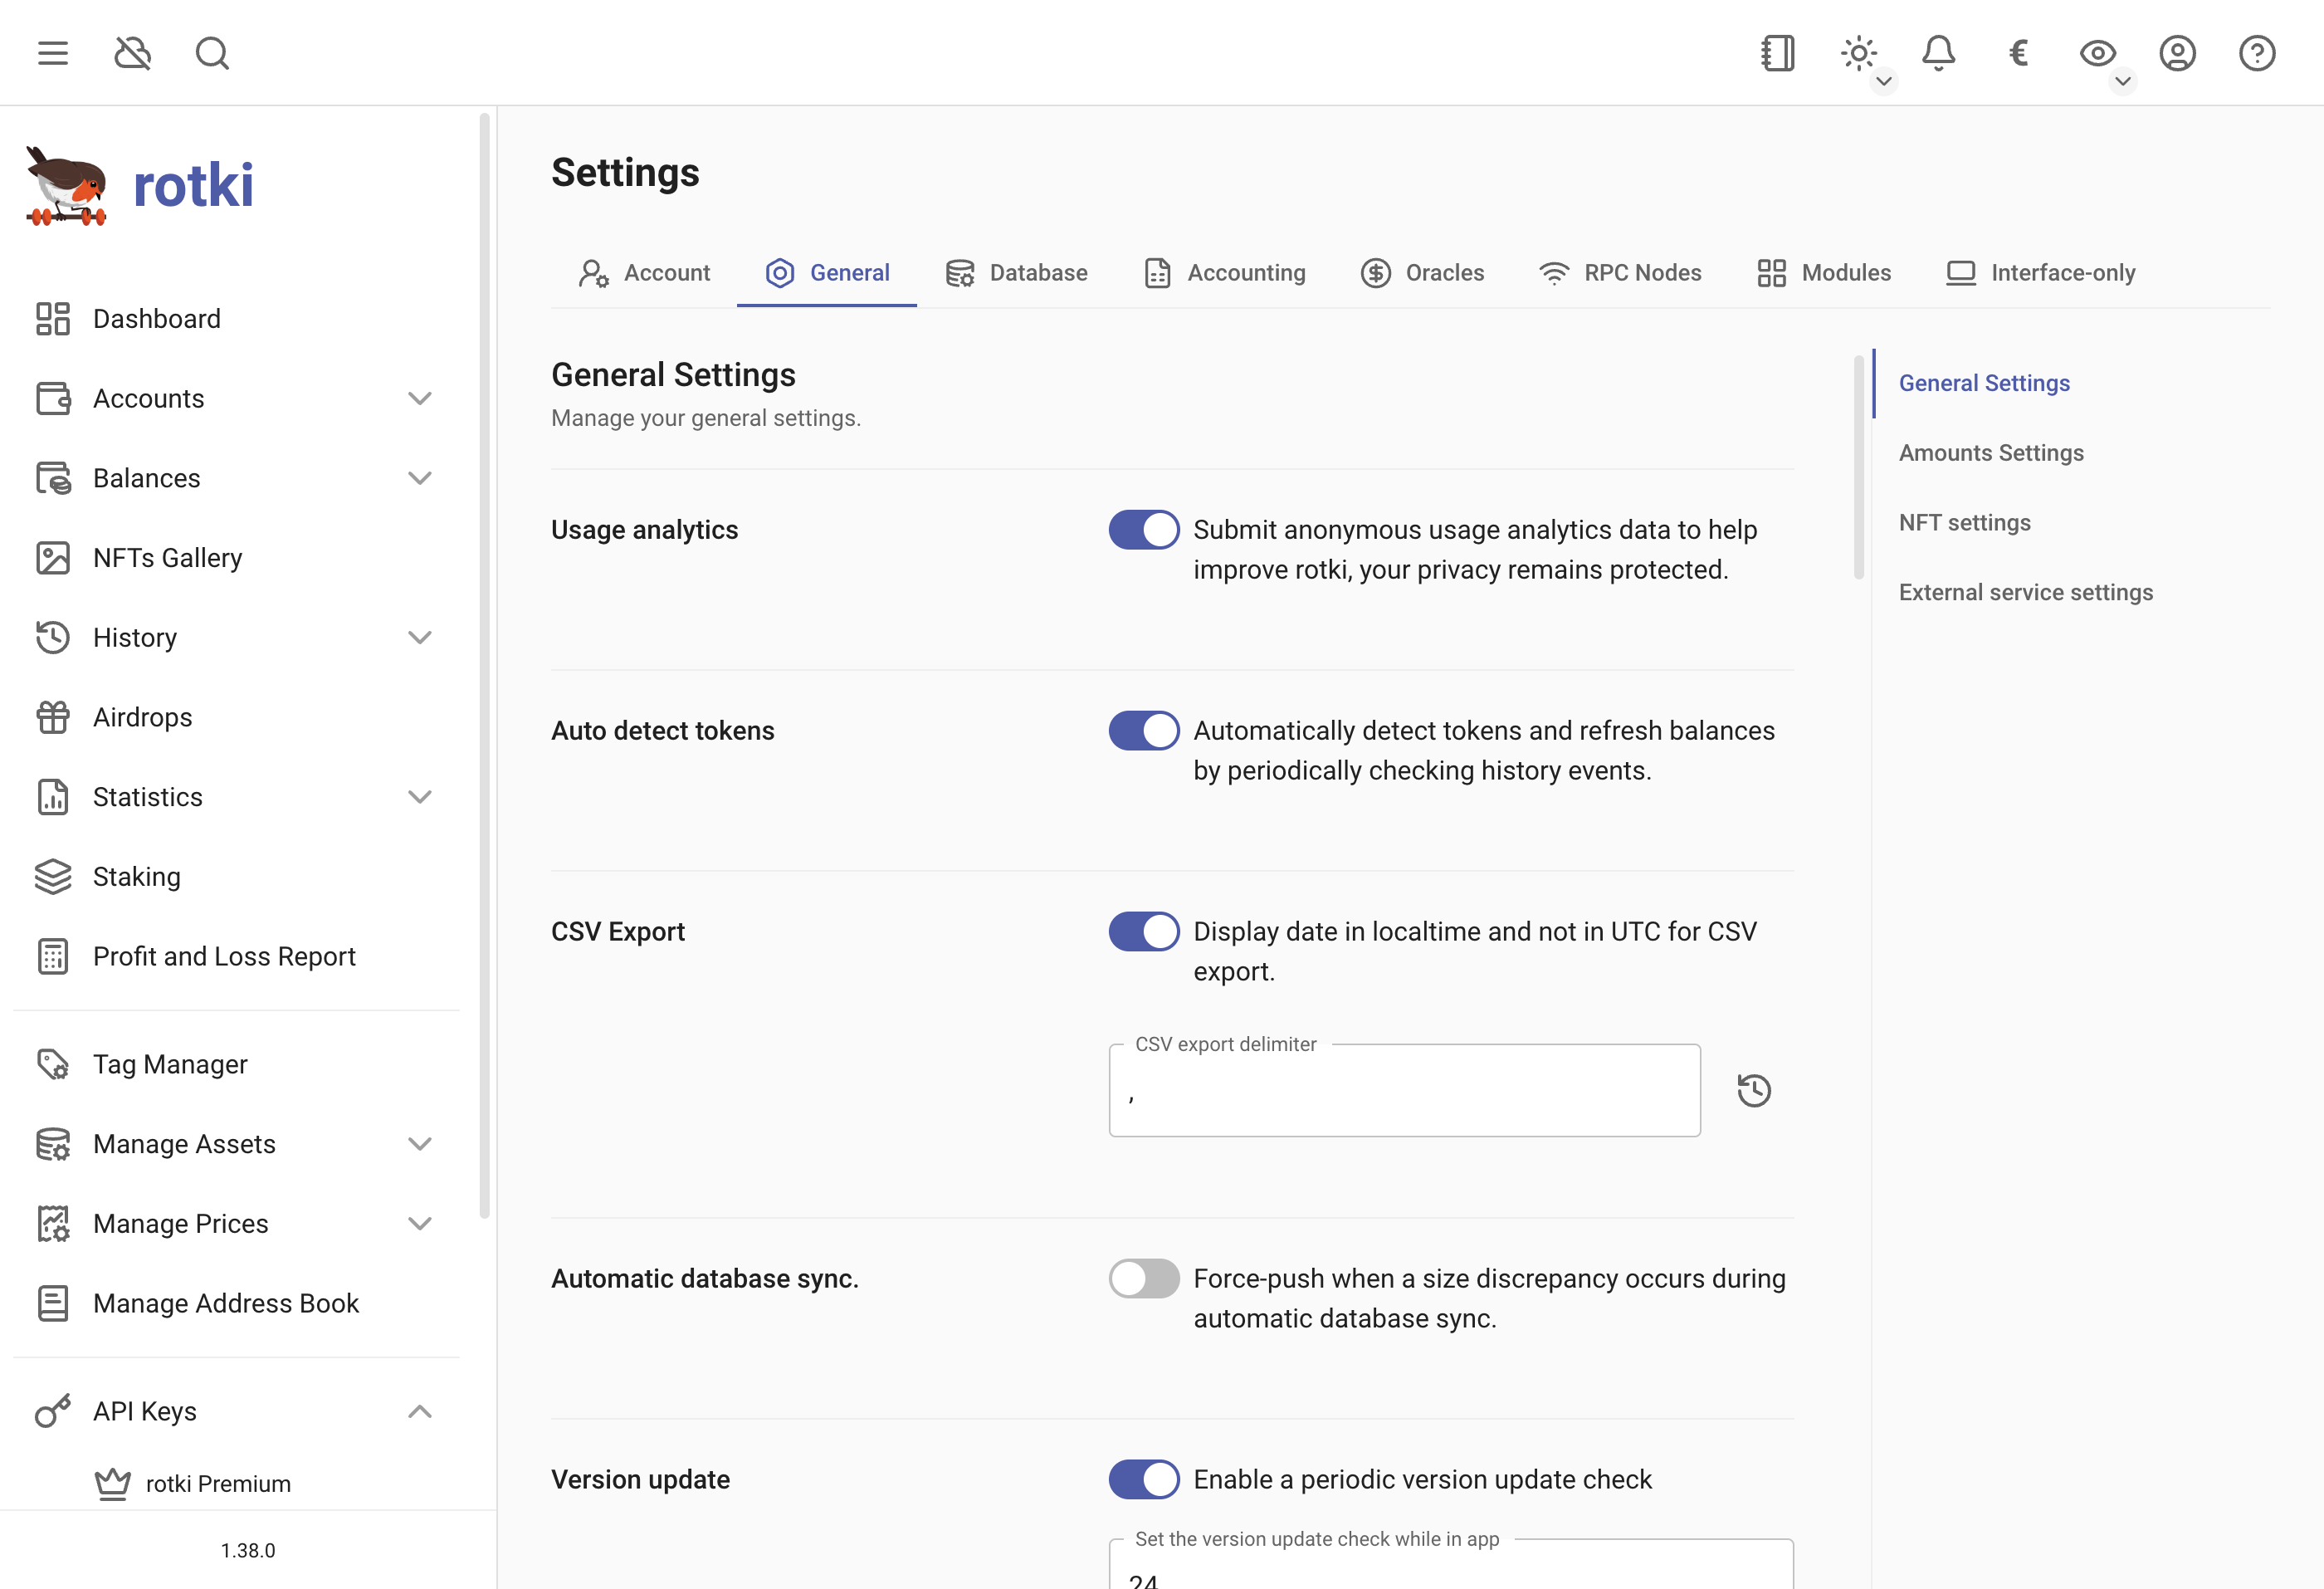 €
rotki
Dashboard
Accounts
Balances
NFTs Gallery
History
Airdrops
Statistics
Staking
Profit and Loss Report
Tag Manager
Manage Assets
Manage Prices
Manage Address Book
API Keys
rotki Premium
1.38.0
Settings
Account
General
Database
Accounting
Oracles
RPC Nodes
Modules
Interface-only
General Settings
Manage your general settings.
Usage analytics
Submit anonymous usage analytics data to help
improve rotki, your privacy remains protected.
Auto detect tokens
Automatically detect tokens and refresh balances
by periodically checking history events.
CSV Export
Display date in localtime and not in UTC for CSV
export.
CSV export delimiter
,
Automatic database sync.
Force-push when a size discrepancy occurs during
automatic database sync.
Version update
Enable a periodic version update check
Set the version update check while in app
24
General Settings
Amounts Settings
NFT settings
External service settings